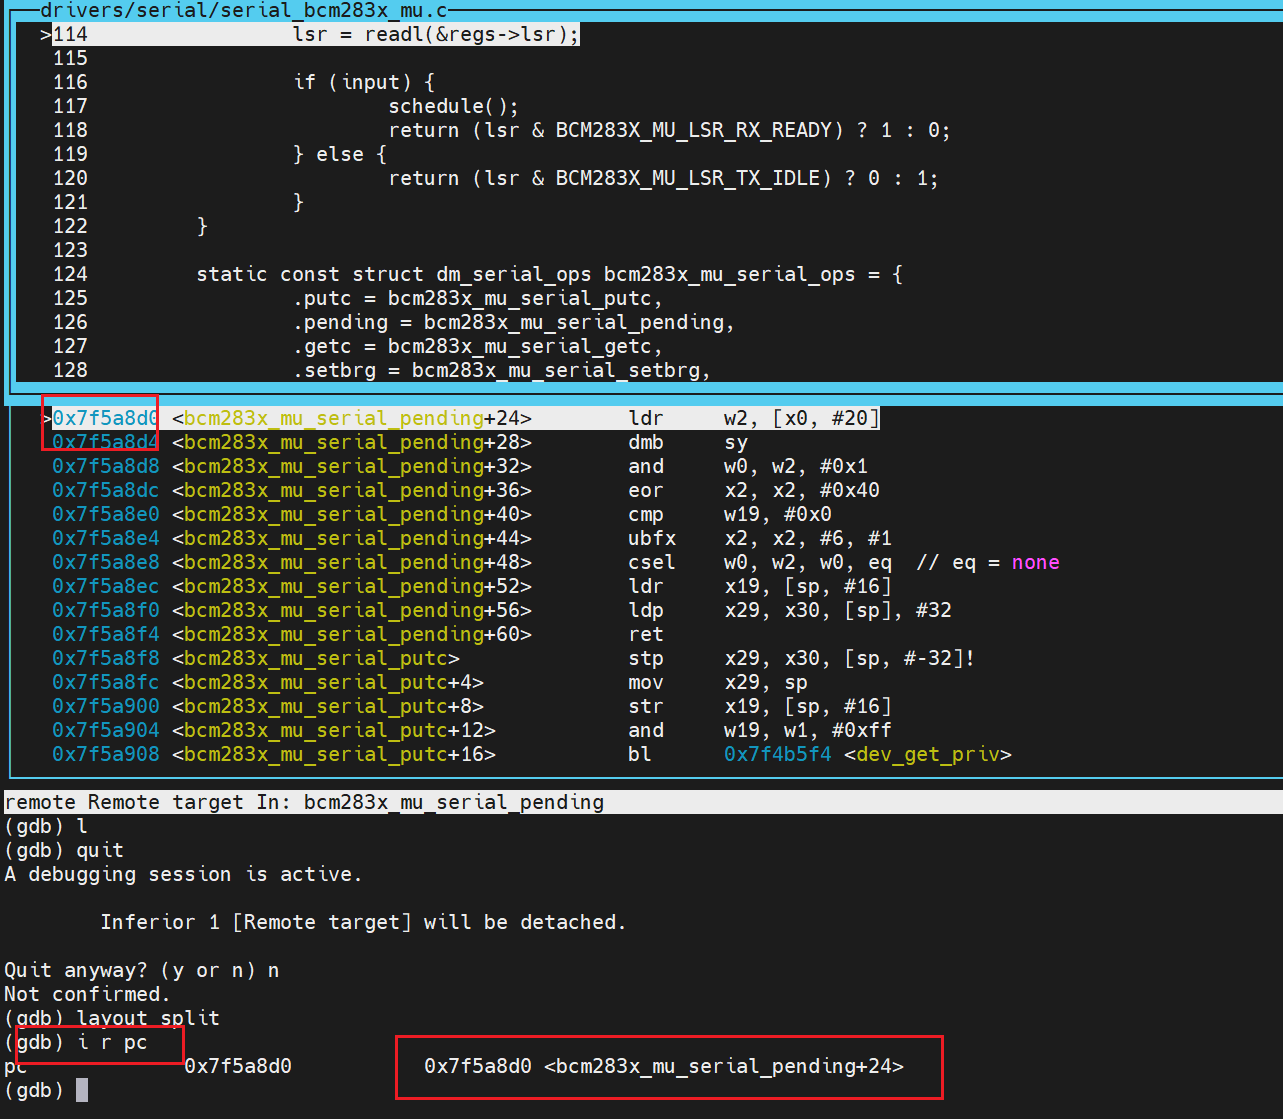 drivers/serial/serial_bcm283x_mu.c
>114                 lsr = readl(&regs->lsr);
115
116                 if (input) {
117                         schedule();
118                         return (lsr & BCM283X_MU_LSR_RX_READY) ? 1 : 0;
119                 } else {
120                         return (lsr & BCM283X_MU_LSR_TX_IDLE) ? 0 : 1;
121                 }
122         }
123
124         static const struct dm_serial_ops bcm283x_mu_serial_ops = {
125                 .putc = bcm283x_mu_serial_putc,
126                 .pending = bcm283x_mu_serial_pending,
127                 .getc = bcm283x_mu_serial_getc,
128                 .setbrg = bcm283x_mu_serial_setbrg,
>0x7f5a8d0 <bcm283x_mu_serial_pending+24>        ldr     w2, [x0, #20]
0x7f5a8d4 <bcm283x_mu_serial_pending+28>        dmb     sy
0x7f5a8d8 <bcm283x_mu_serial_pending+32>        and     w0, w2, #0x1
0x7f5a8dc <bcm283x_mu_serial_pending+36>        eor     x2, x2, #0x40
0x7f5a8e0 <bcm283x_mu_serial_pending+40>        cmp     w19, #0x0
0x7f5a8e4 <bcm283x_mu_serial_pending+44>        ubfx    x2, x2, #6, #1
0x7f5a8e8 <bcm283x_mu_serial_pending+48>        csel    w0, w2, w0, eq  // eq = none
0x7f5a8ec <bcm283x_mu_serial_pending+52>        ldr     x19, [sp, #16]
0x7f5a8f0 <bcm283x_mu_serial_pending+56>        ldp     x29, x30, [sp], #32
0x7f5a8f4 <bcm283x_mu_serial_pending+60>        ret
0x7f5a8f8 <bcm283x_mu_serial_putc>              stp     x29, x30, [sp, #-32]!
0x7f5a8fc <bcm283x_mu_serial_putc+4>            mov     x29, sp
0x7f5a900 <bcm283x_mu_serial_putc+8>            str     x19, [sp, #16]
0x7f5a904 <bcm283x_mu_serial_putc+12>           and     w19, w1, #0xff
0x7f5a908 <bcm283x_mu_serial_putc+16>           bl      0x7f4b5f4 <dev_get_priv>
remote Remote target In: bcm283x_mu_serial_pending
(gdb) l
(gdb) quit
A debugging session is active.
        Inferior 1 [Remote target] will be detached.
Quit anyway? (y or n) n
Not confirmed.
(gdb) layout split
(gdb) i r pc
pc             0x7f5a8d0           0x7f5a8d0 <bcm283x_mu_serial_pending+24>
(gdb)